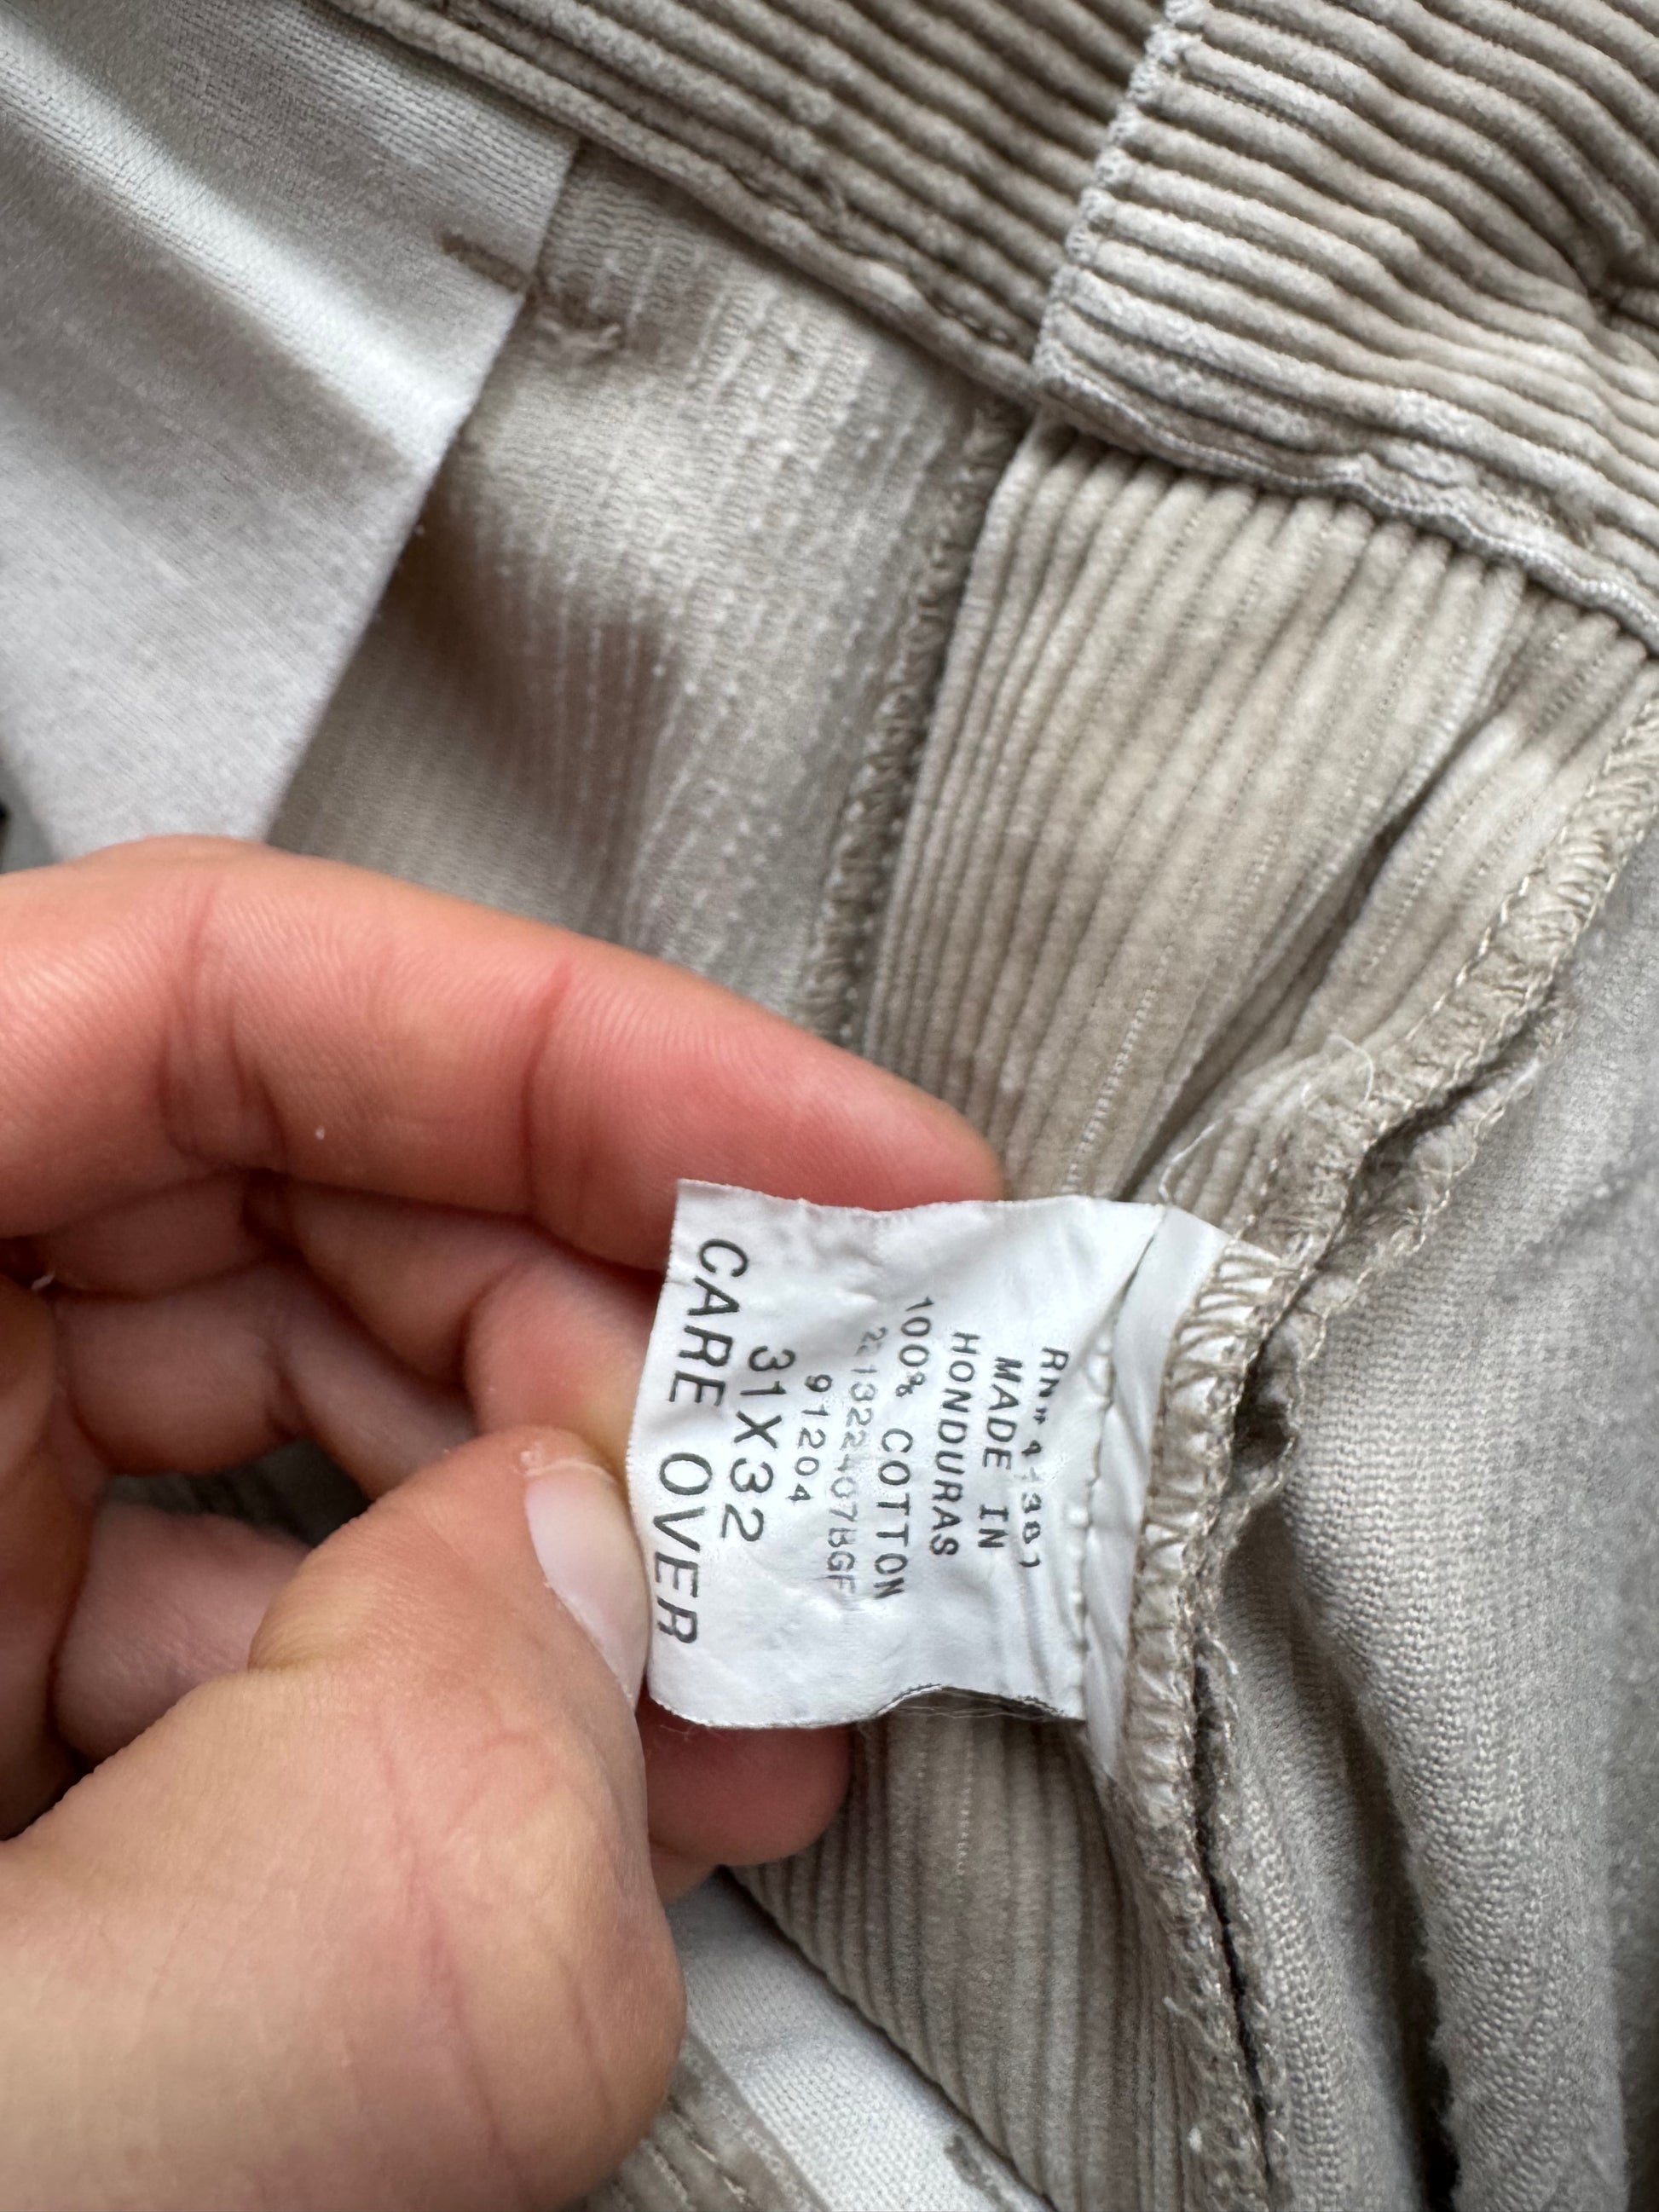 MADE IN
HONDURAS
100% COTTON
91204
31X32
CARE OVER